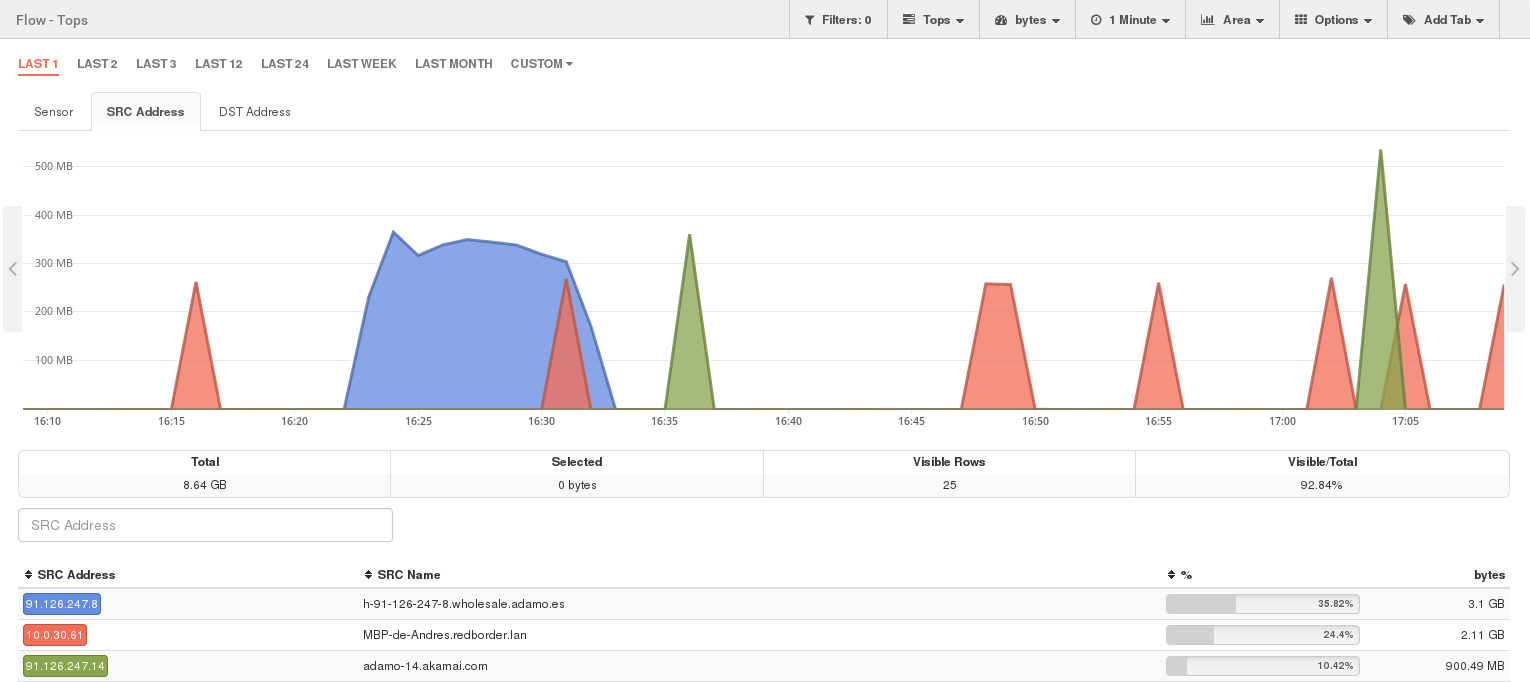 Flow - Tops Filters: 0 Tops bytes 1 Minute Area Options Add Tab
LAST 1 LAST 2 LAST 3 LAST 12 LAST 24 LAST WEEK LAST MONTH CUSTOM
Sensor SRC Address DST Address
500 MB
400 MB
300 MB
200 MB
100 MB
16:10 16:15 16:20 16:25 16:30 16:35 16:40 16:45 16:50 16:55 17:00 17:05
Total Selected Visible Rows Visible/Total
8.64 GB 0 bytes 25 92.84%
SRC Address
SRC Address SRC Name % bytes
91.126.247.8 h-91-126-247-8.wholesale.adamo.es 35.82% 3.1 GB
10.0.30.61 MBP-de-Andres.redborder.lan 24.4% 2.11 GB
91.126.247.14 adamo-14.akamai.com 10.42% 900.49 MB